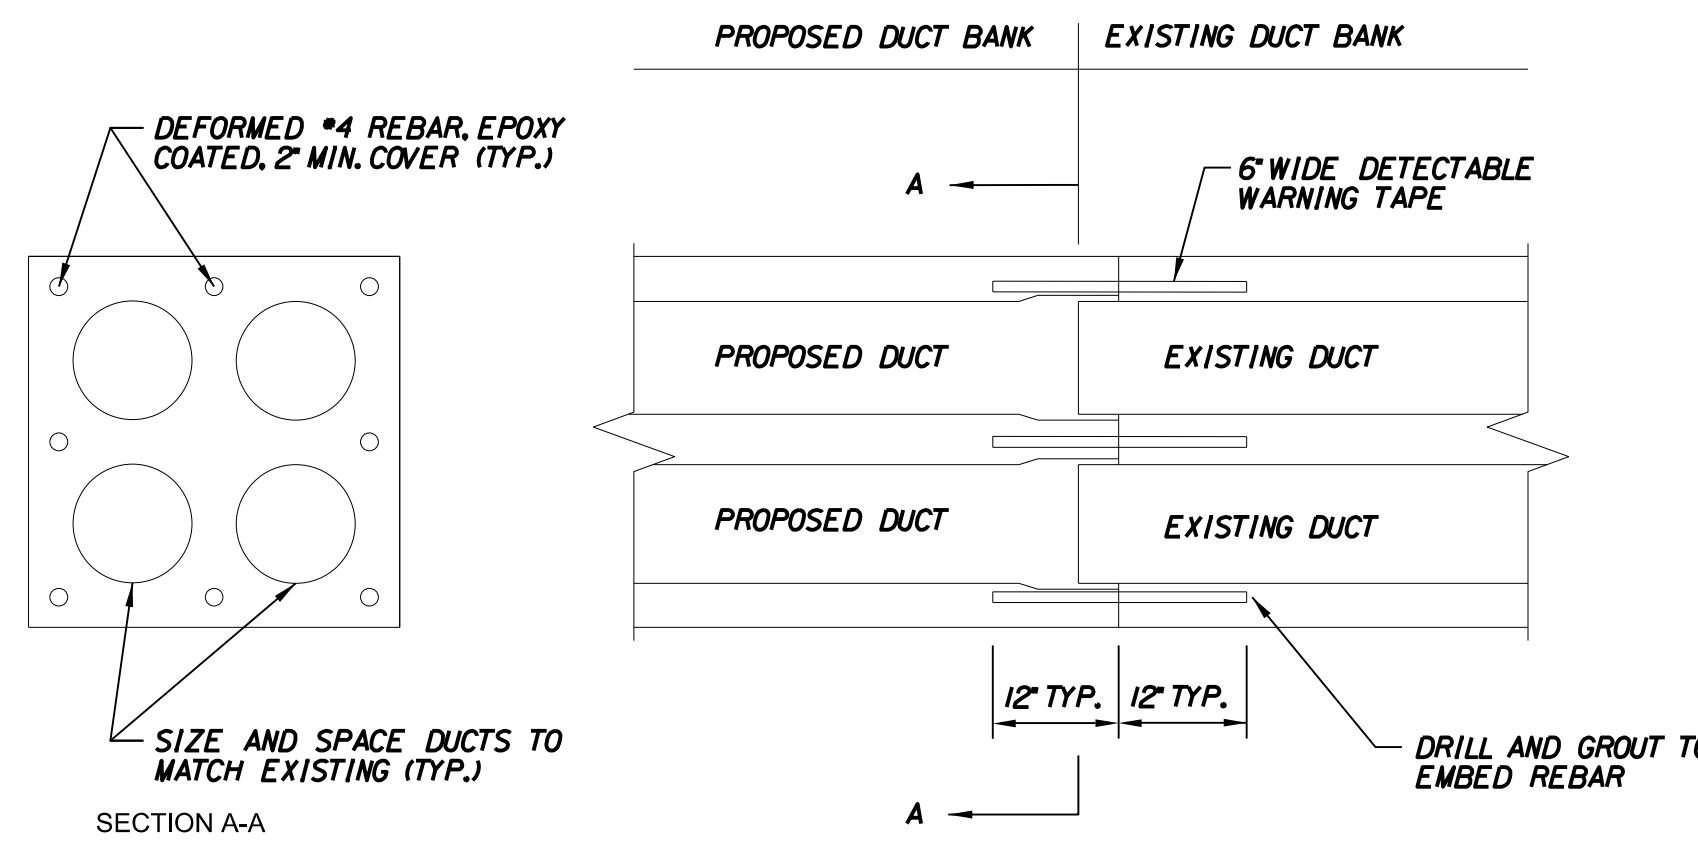 PROPOSED DUCT BANK
EXISTING DUCT BANK
DEFORMED #4 REBAR, EPOXY
COATED, 2" MIN. COVER (TYP.)
A
6" WIDE DETECTABLE
WARNING TAPE
PROPOSED DUCT
EXISTING DUCT
PROPOSED DUCT
EXISTING DUCT
12" TYP.
12" TYP.
SIZE AND SPACE DUCTS TO
MATCH EXISTING (TYP.)
DRILL AND GROUT TO
EMBED REBAR
A
SECTION A-A